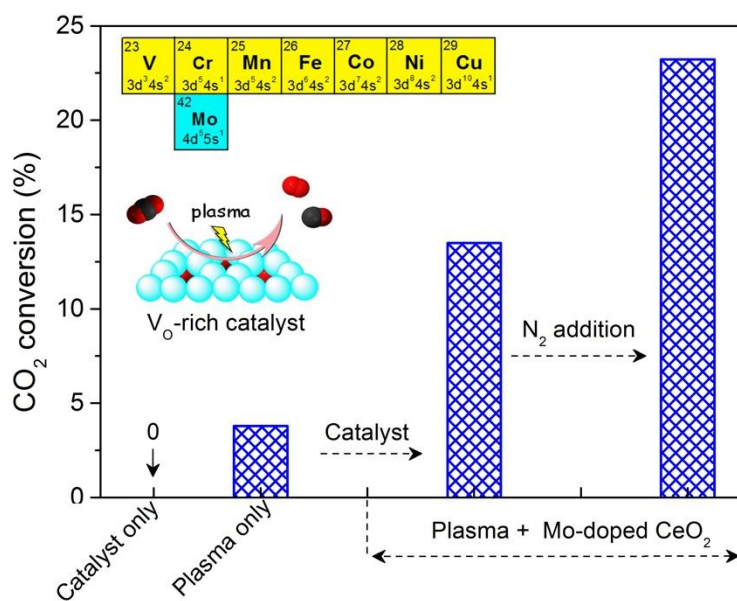 25
20
15
10
5
0
CO₂ conversion (%)
23 24 25 26 27 28 29
V Cr Mn Fe Co Ni Cu
3d³4s² 3d⁵4s¹ 3d⁵4s² 3d⁶4s² 3d⁷4s² 3d⁸4s² 3d¹⁰4s¹
42
Mo
4d⁵5s¹
plasma
V_O-rich catalyst
N₂ addition
0
Catalyst
Catalyst only
Plasma only
Plasma + Mo-doped CeO₂